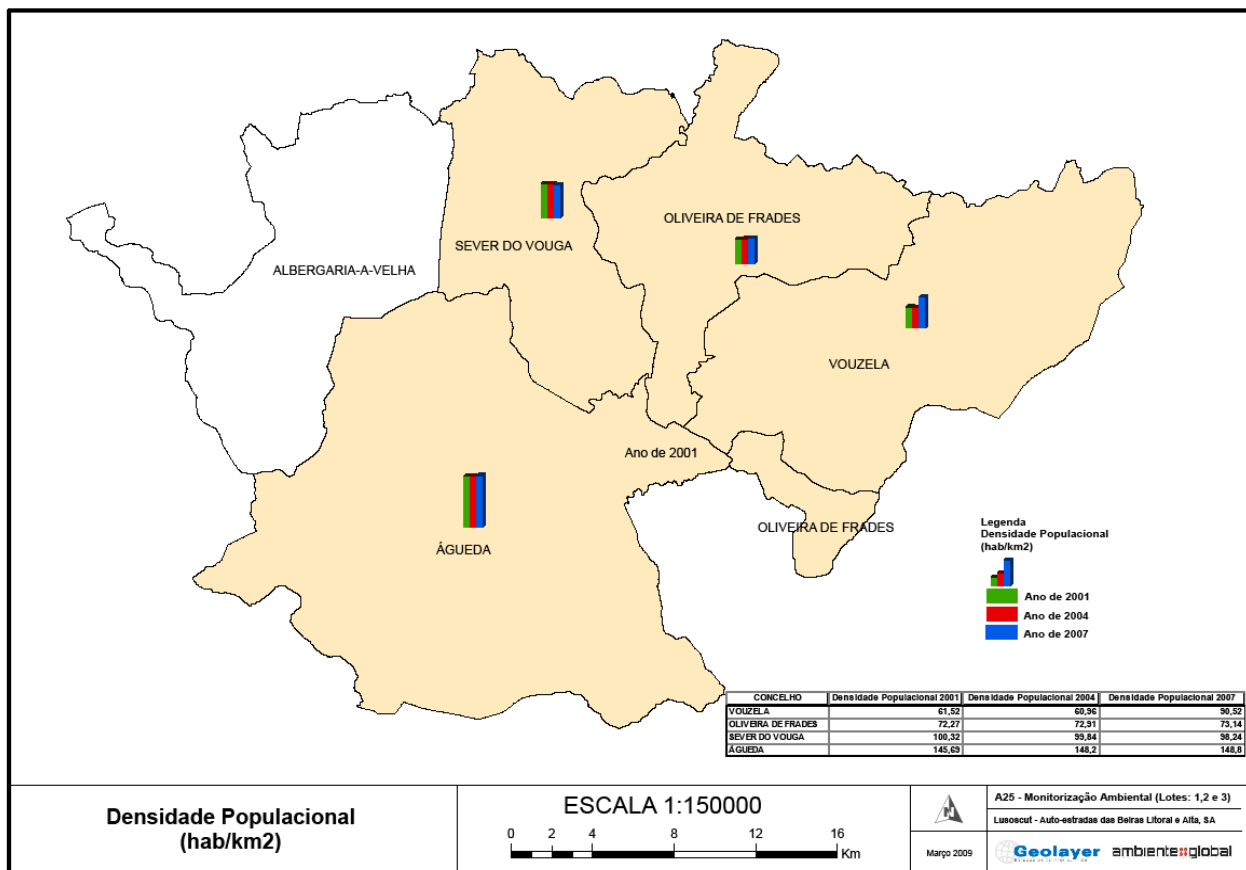 OLIVEIRA DE FRADES
SEVER DO VOUGA
ALBERGARIA-A-VELHA
VOUZELA
Ano de 2001
OLIVEIRA DE FRADES
ÁGUEDA
Legenda
Densidade Populacional
(hab/km2)
Ano de 2001
Ano de 2004
Ano de 2007
CONCELHO Densidade Populacional 2001 Densidade Populacional 2004 Densidade Populacional 2007
VOUZELA 61,52 60,96 90,52
OLIVEIRA DE FRADES 72,27 72,91 73,14
SEVER DO VOUGA 100,32 99,84 98,24
ÁGUEDA 145,69 148,2 148,8
Densidade Populacional
(hab/km2)
ESCALA 1:150000
0 2 4 8 12 16
Km
N
Março 2009
A25 - Monitorização Ambiental (Lotes: 1,2 e 3)
Lusoscut - Auto-estradas das Beiras Litoral e Alta, SA
Geolayer
ambiente global